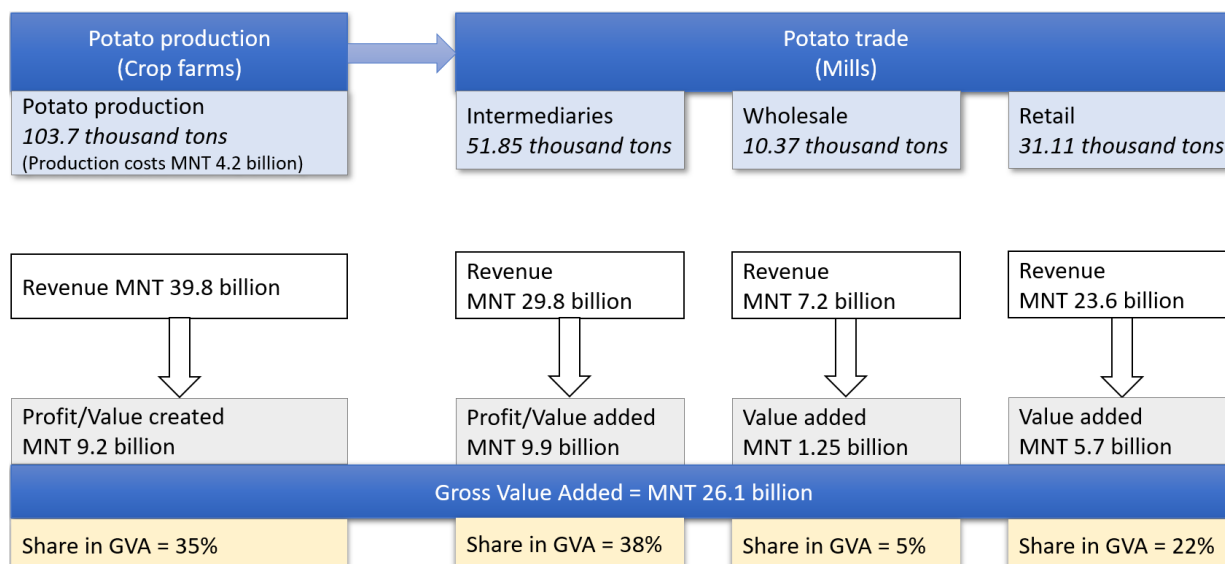 Potato production
(Crop farms)
Potato trade
(Mills)
Potato production
103.7 thousand tons
(Production costs MNT 4.2 billion)
Intermediaries
51.85 thousand tons
Wholesale
10.37 thousand tons
Retail
31.11 thousand tons
Revenue MNT 39.8 billion
Revenue
MNT 29.8 billion
Revenue
MNT 7.2 billion
Revenue
MNT 23.6 billion
Profit/Value created
MNT 9.2 billion
Profit/Value added
MNT 9.9 billion
Value added
MNT 1.25 billion
Value added
MNT 5.7 billion
Gross Value Added = MNT 26.1 billion
Share in GVA = 35%
Share in GVA = 38%
Share in GVA = 5%
Share in GVA = 22%